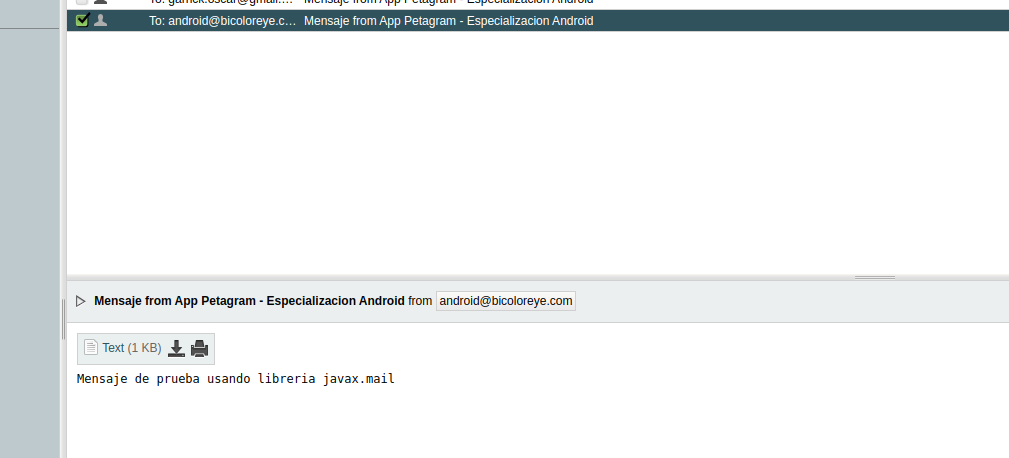 To: garrick.oscar@gmail.... Mensaje from App Petagram - Especializacion Android
To: android@bicoloreye.c... Mensaje from App Petagram - Especializacion Android
Mensaje from App Petagram - Especializacion Android from android@bicoloreye.com
Text (1 KB)
Mensaje de prueba usando libreria javax.mail